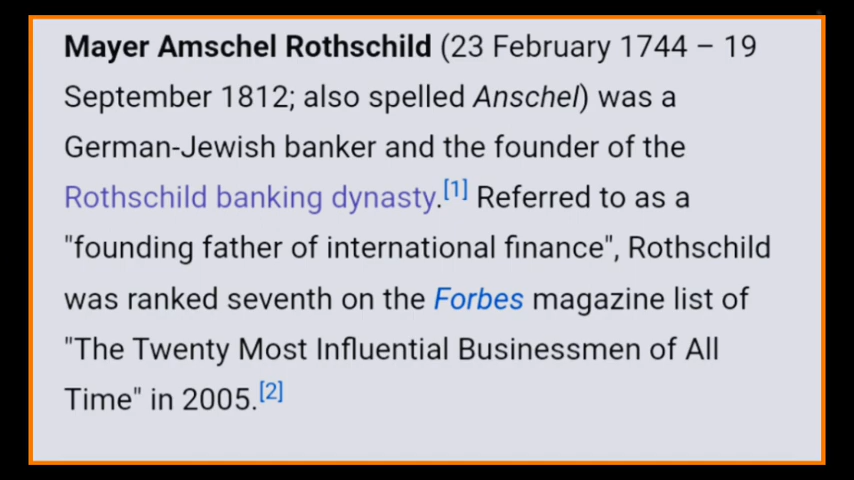 Mayer Amschel Rothschild (23 February 1744 – 19
September 1812; also spelled Anschel) was a
German-Jewish banker and the founder of the
Rothschild banking dynasty.[1] Referred to as a
"founding father of international finance", Rothschild
was ranked seventh on the Forbes magazine list of
"The Twenty Most Influential Businessmen of All
Time" in 2005.[2]